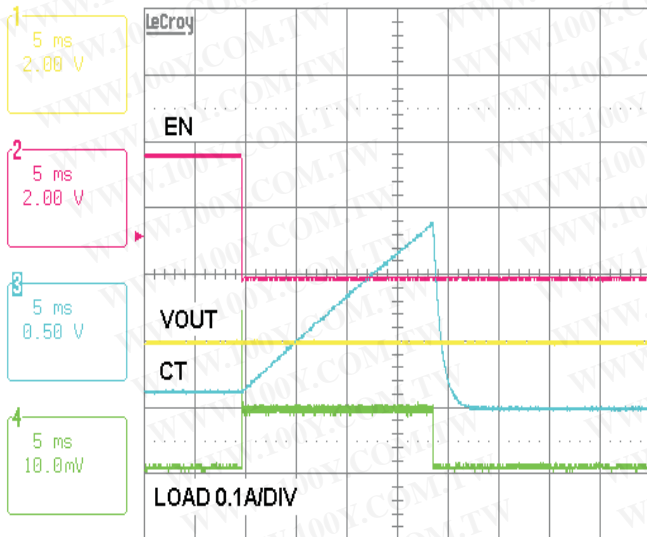 1
5 ms
2.00 V
2
5 ms
2.00 V
3
5 ms
0.50 V
4
5 ms
10.0mV
LeCroy
EN
VOUT
CT
LOAD 0.1A/DIV
WWW.100Y.COM.TW